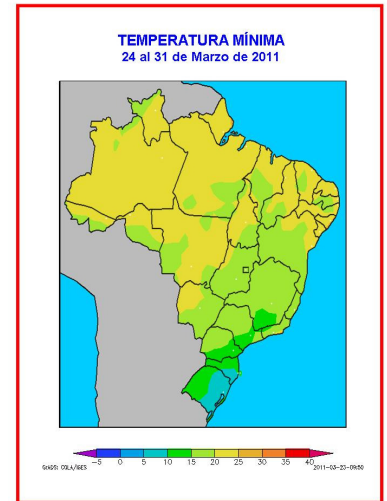 TEMPERATURA MÍNIMA
24 al 31 de Marzo de 2011
-5 0 5 10 15 20 25 30 35 40
GrADS: COLA/IGES 2011-03-23-09:50